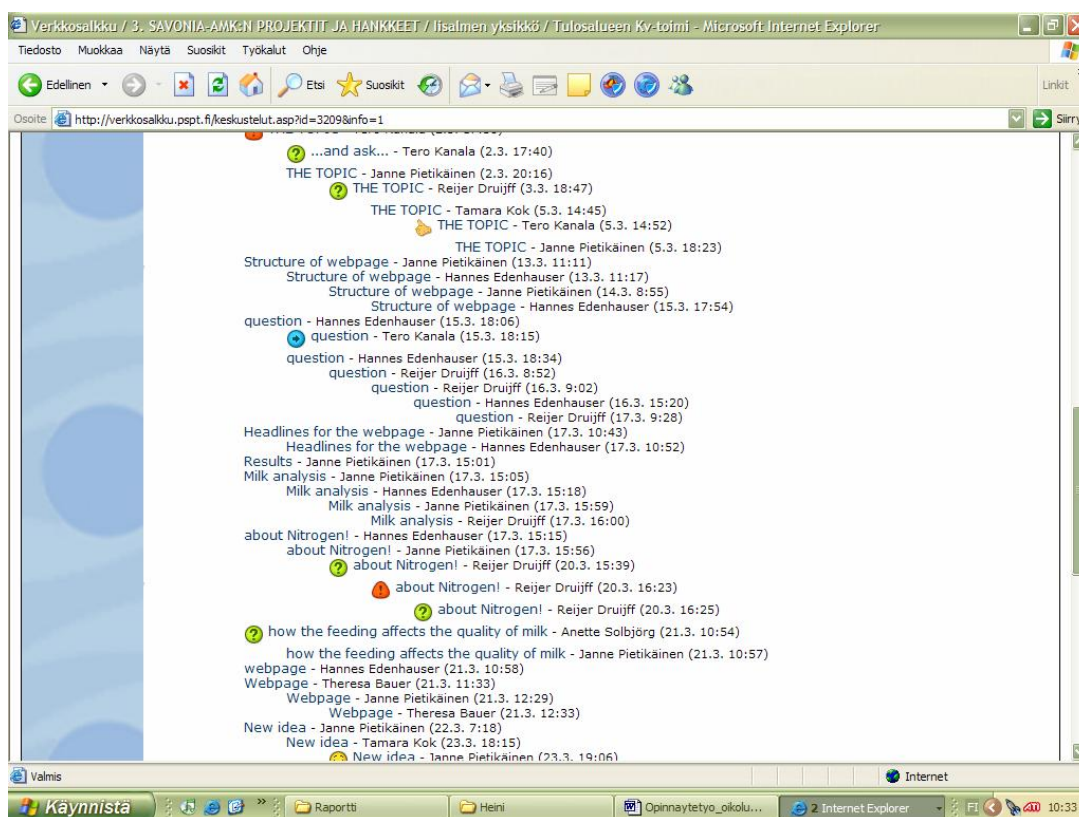 Verkkosalkku / 3. SAVONIA-AMK:N PROJEKTIT JA HANKKEET / Iisalmen yksikkö / Tulosalueen Kv-toimi - Microsoft Internet Explorer
Tiedosto Muokkaa Näytä Suosikit Työkalut Ohje
Edellinen Etsi Suosikit Linkit
Osoite http://verkkosalkku.pspt.fi/keskustelut.asp?id=3209&info=1 Siirry
THE TOPIC - Tero Kanala
...and ask... - Tero Kanala (2.3. 17:40)
THE TOPIC - Janne Pietikäinen (2.3. 20:16)
THE TOPIC - Reijer Druijff (3.3. 18:47)
THE TOPIC - Tamara Kok (5.3. 14:45)
THE TOPIC - Tero Kanala (5.3. 14:52)
THE TOPIC - Janne Pietikäinen (5.3. 18:23)
Structure of webpage - Janne Pietikäinen (13.3. 11:11)
Structure of webpage - Hannes Edenhauser (13.3. 11:17)
Structure of webpage - Janne Pietikäinen (14.3. 8:55)
Structure of webpage - Hannes Edenhauser (15.3. 17:54)
question - Hannes Edenhauser (15.3. 18:06)
question - Tero Kanala (15.3. 18:15)
question - Hannes Edenhauser (15.3. 18:34)
question - Reijer Druijff (16.3. 8:52)
question - Reijer Druijff (16.3. 9:02)
question - Hannes Edenhauser (16.3. 15:20)
question - Reijer Druijff (17.3. 9:28)
Headlines for the webpage - Janne Pietikäinen (17.3. 10:43)
Headlines for the webpage - Hannes Edenhauser (17.3. 10:52)
Results - Janne Pietikäinen (17.3. 15:01)
Milk analysis - Janne Pietikäinen (17.3. 15:05)
Milk analysis - Hannes Edenhauser (17.3. 15:18)
Milk analysis - Janne Pietikäinen (17.3. 15:59)
Milk analysis - Reijer Druijff (17.3. 16:00)
about Nitrogen! - Hannes Edenhauser (17.3. 15:15)
about Nitrogen! - Janne Pietikäinen (17.3. 15:56)
about Nitrogen! - Reijer Druijff (20.3. 15:39)
about Nitrogen! - Reijer Druijff (20.3. 16:23)
about Nitrogen! - Reijer Druijff (20.3. 16:25)
how the feeding affects the quality of milk - Anette Solbjörg (21.3. 10:54)
how the feeding affects the quality of milk - Janne Pietikäinen (21.3. 10:57)
webpage - Hannes Edenhauser (21.3. 10:58)
Webpage - Theresa Bauer (21.3. 11:33)
Webpage - Janne Pietikäinen (21.3. 12:29)
Webpage - Theresa Bauer (21.3. 12:33)
New idea - Janne Pietikäinen (22.3. 7:18)
New idea - Tamara Kok (23.3. 18:15)
New idea - Janne Pietikäinen (23.3. 19:06)
Valmis Internet
Käynnistä » Raportti Heini Opinnaytetyo_oikolu... 2 Internet Explorer FI 10:33